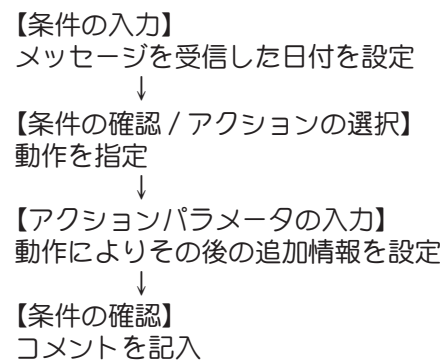 【条件の入力】
メッセージを受信した日付を設定
↓
【条件の確認 / アクションの選択】
動作を指定
↓
【アクションパラメータの入力】
動作によりその後の追加情報を設定
↓
【条件の確認】
コメントを記入